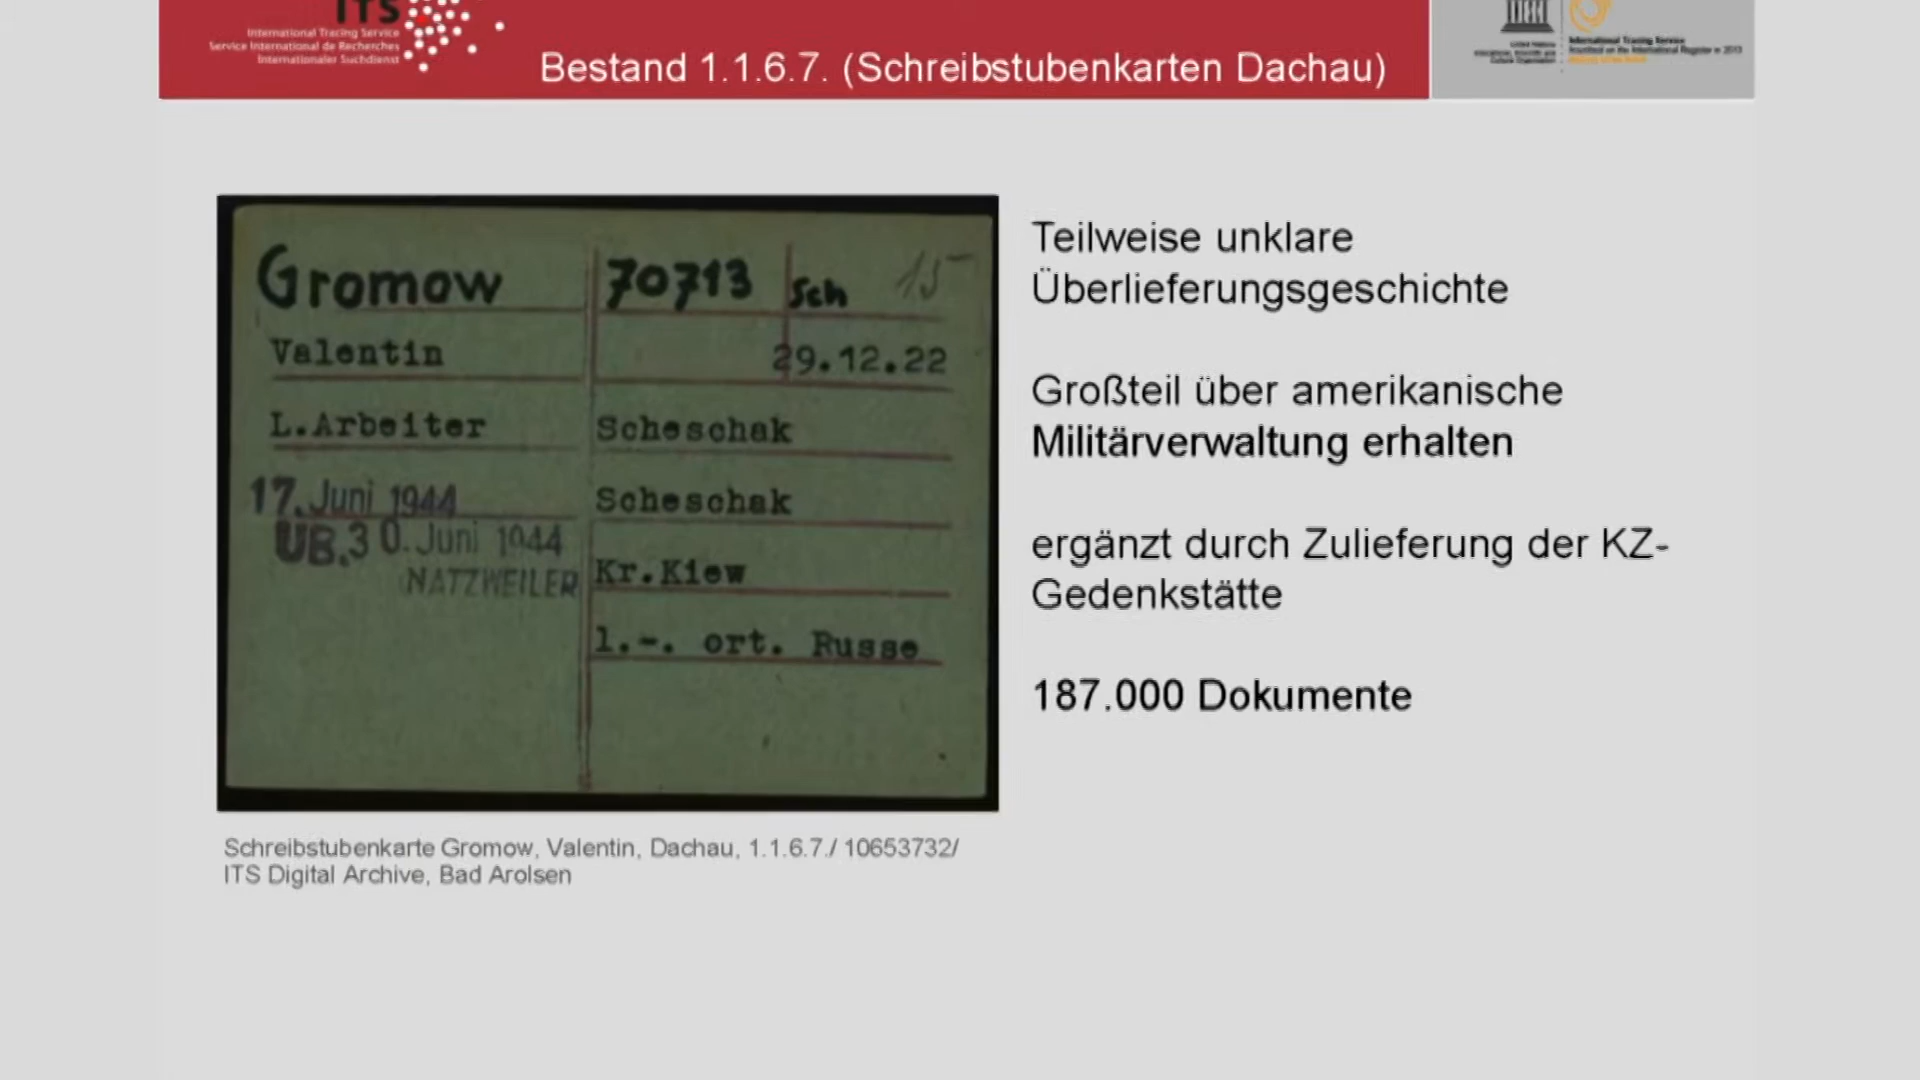 ITS
International Tracing Service
Service International de Recherches
Internationaler Suchdienst
Bestand 1.1.6.7. (Schreibstubenkarten Dachau)
International Tracing Service
Gromow 70713 Sch 15-
Valentin 29.12.22
L.Arbeiter Scheschak
17. Juni 1944 Scheschak
ÜB. 30. Juni 1944
NATZWEILER Kr.Kiew
l.-. ort. Russe
Teilweise unklare
Überlieferungsgeschichte
Großteil über amerikanische
Militärverwaltung erhalten
ergänzt durch Zulieferung der KZ-
Gedenkstätte
187.000 Dokumente
Schreibstubenkarte Gromow, Valentin, Dachau, 1.1.6.7./ 10653732/
ITS Digital Archive, Bad Arolsen